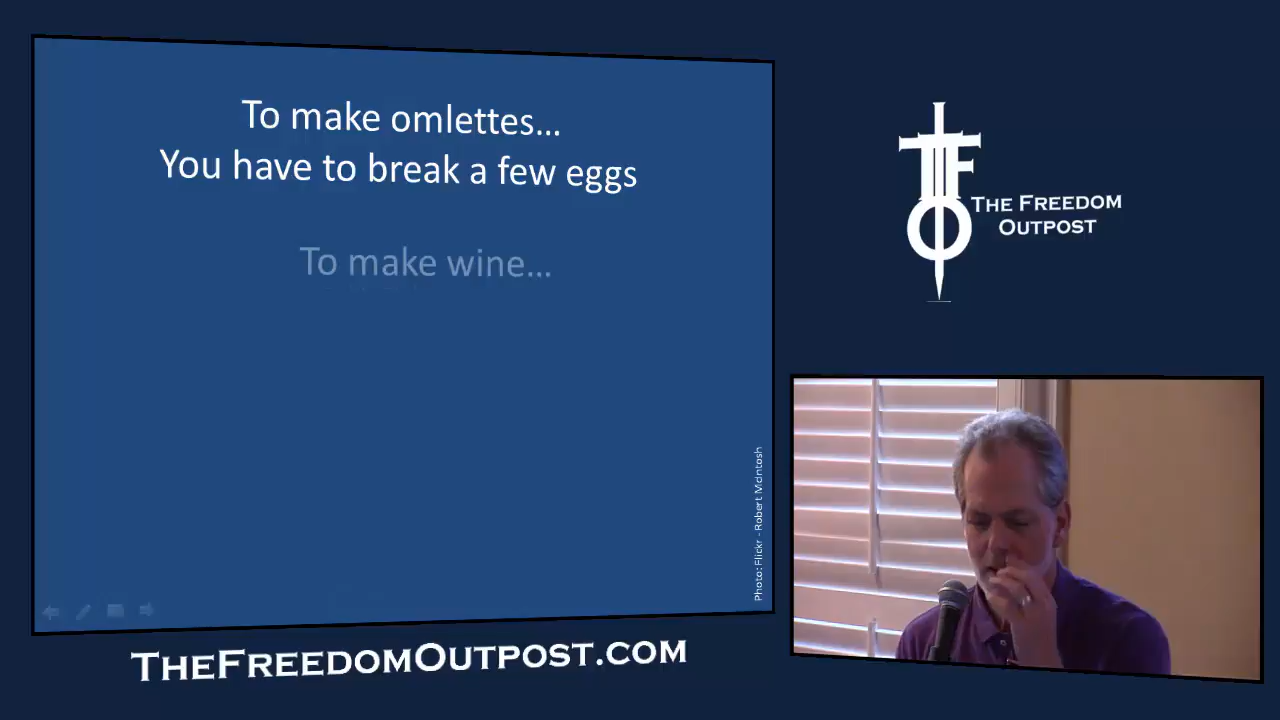 To make omlettes...
You have to break a few eggs
To make wine...
Photo: Flickr - Robert McIntosh
TF
O
THE FREEDOM
OUTPOST
THEFREEDOMOUTPOST.COM